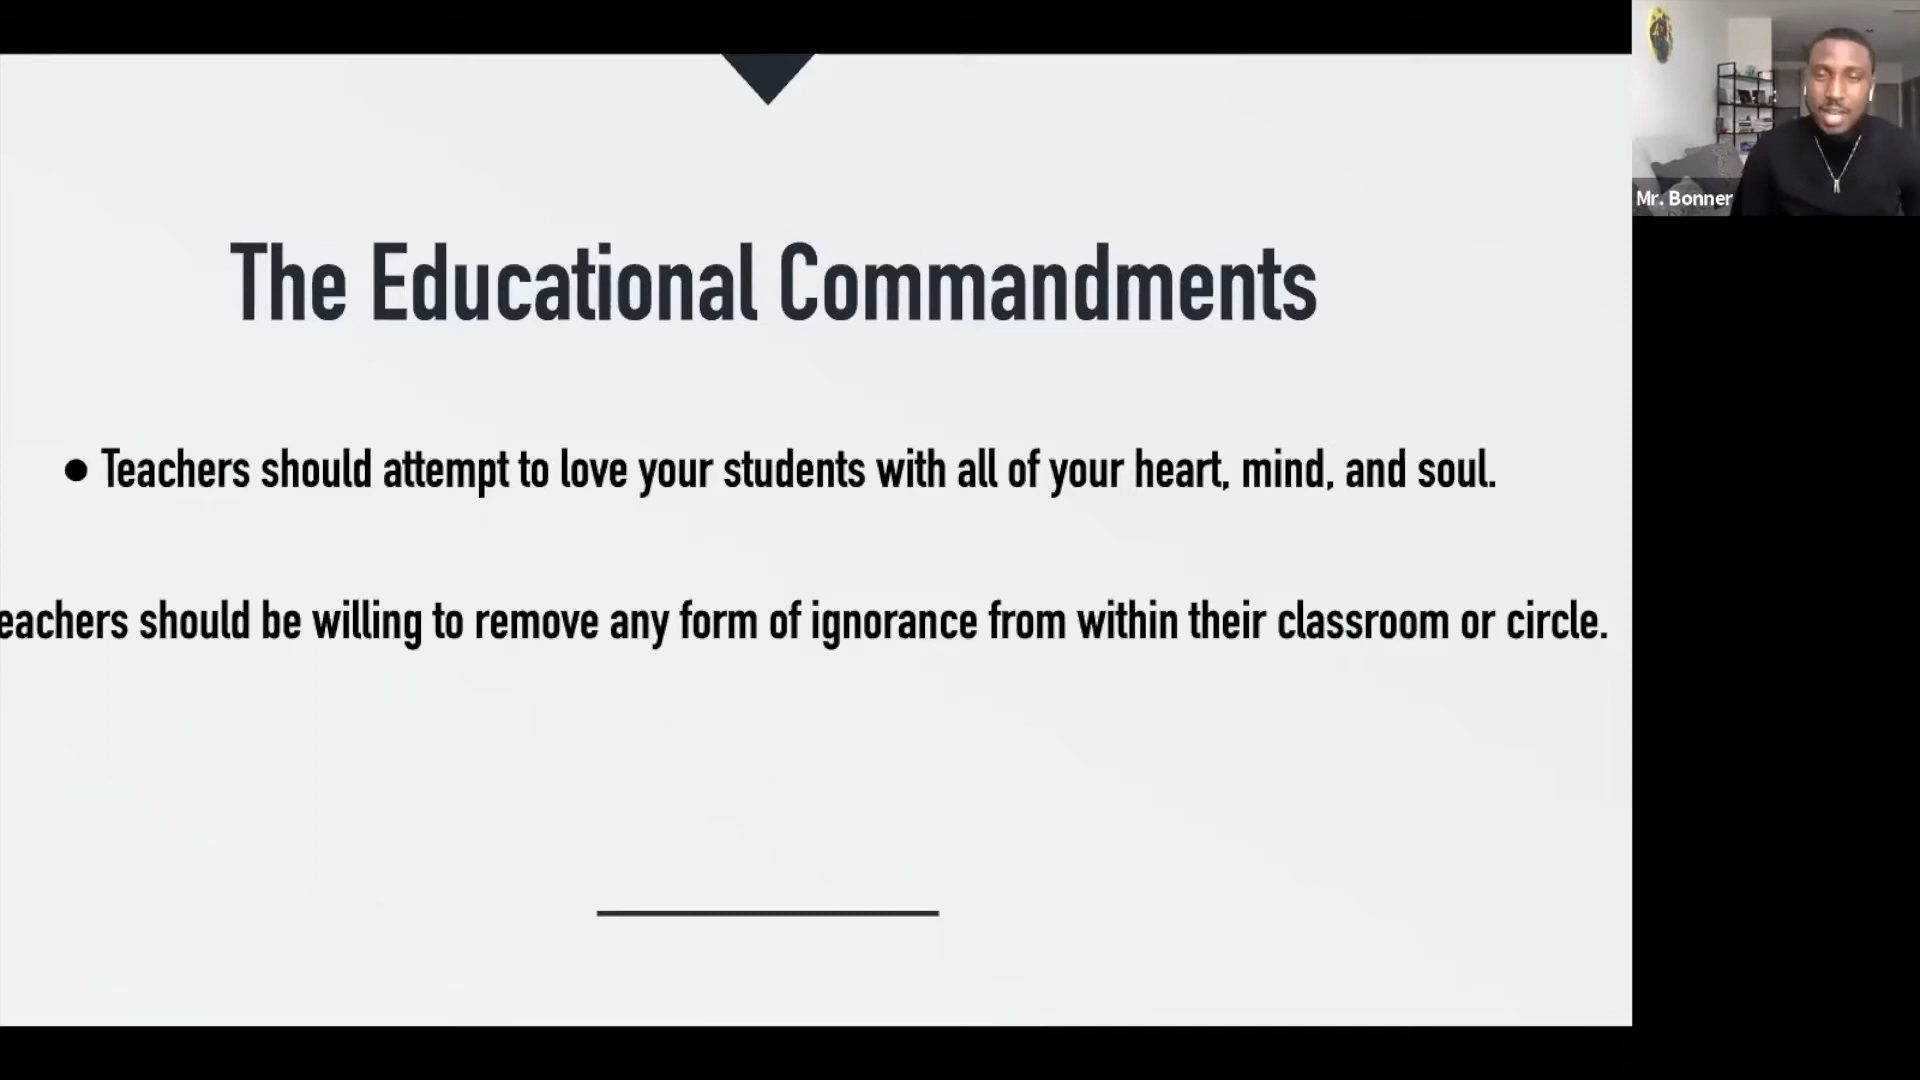 The Educational Commandments
● Teachers should attempt to love your students with all of your heart, mind, and soul.
eachers should be willing to remove any form of ignorance from within their classroom or circle.
Mr. Bonner